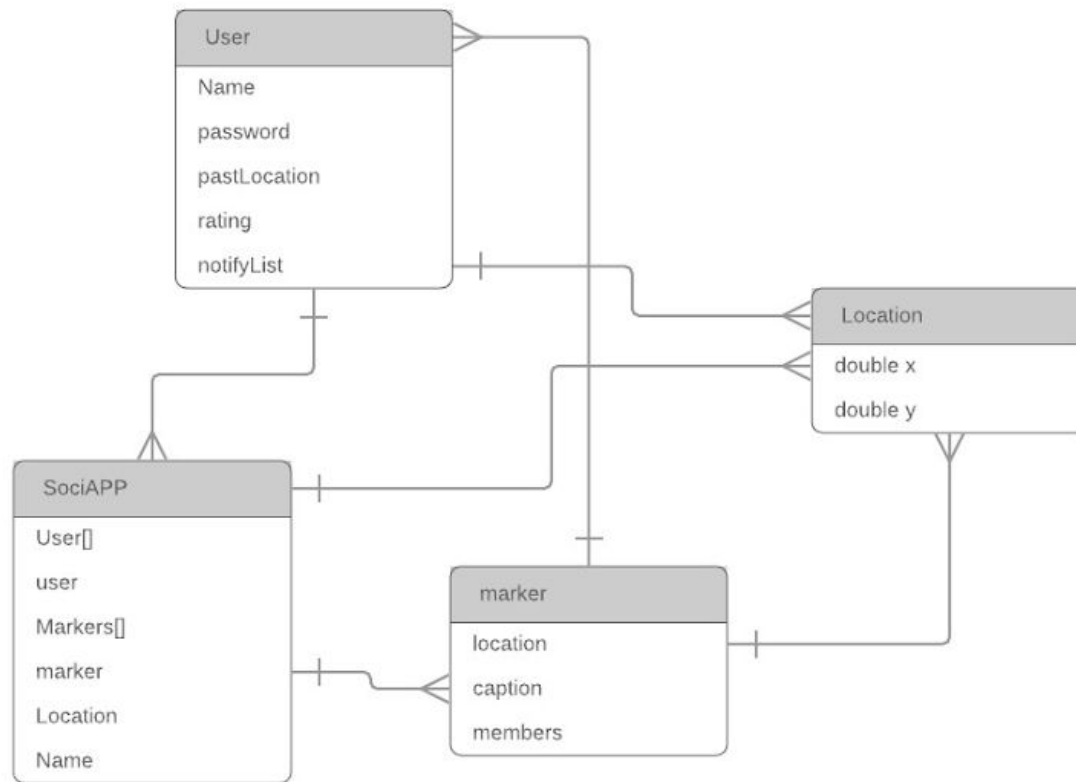 User
Name
password
pastLocation
rating
notifyList
Location
double x
double y
SociAPP
User[]
user
Markers[]
marker
Location
Name
marker
location
caption
members